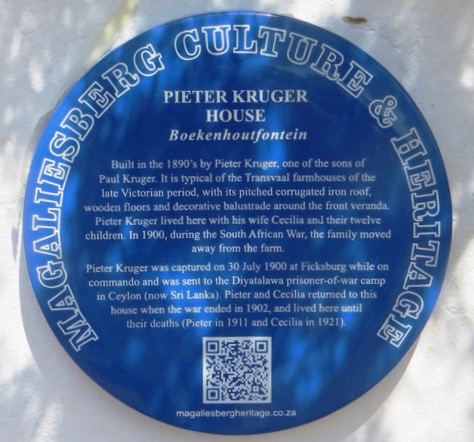 MAGALIESBERG CULTURE & HERITAGE
PIETER KRUGER
HOUSE
Boekenhoutfontein
Built in the 1890's by Pieter Kruger, one of the sons of
Paul Kruger. It is typical of the Transvaal farmhouses of the
late Victorian period, with its pitched corrugated iron roof,
wooden floors and decorative balustrade around the front veranda.
Pieter Kruger lived here with his wife Cecilia and their twelve
children. In 1900, during the South African War, the family moved
away from the farm.
Pieter Kruger was captured on 30 July 1900 at Ficksburg while on
commando and was sent to the Diyatalawa prisoner-of-war camp
in Ceylon (now Sri Lanka). Pieter and Cecilia returned to this
house when the war ended in 1902, and lived here until
their deaths (Pieter in 1911 and Cecilia in 1921).
magaliesbergheritage.co.za